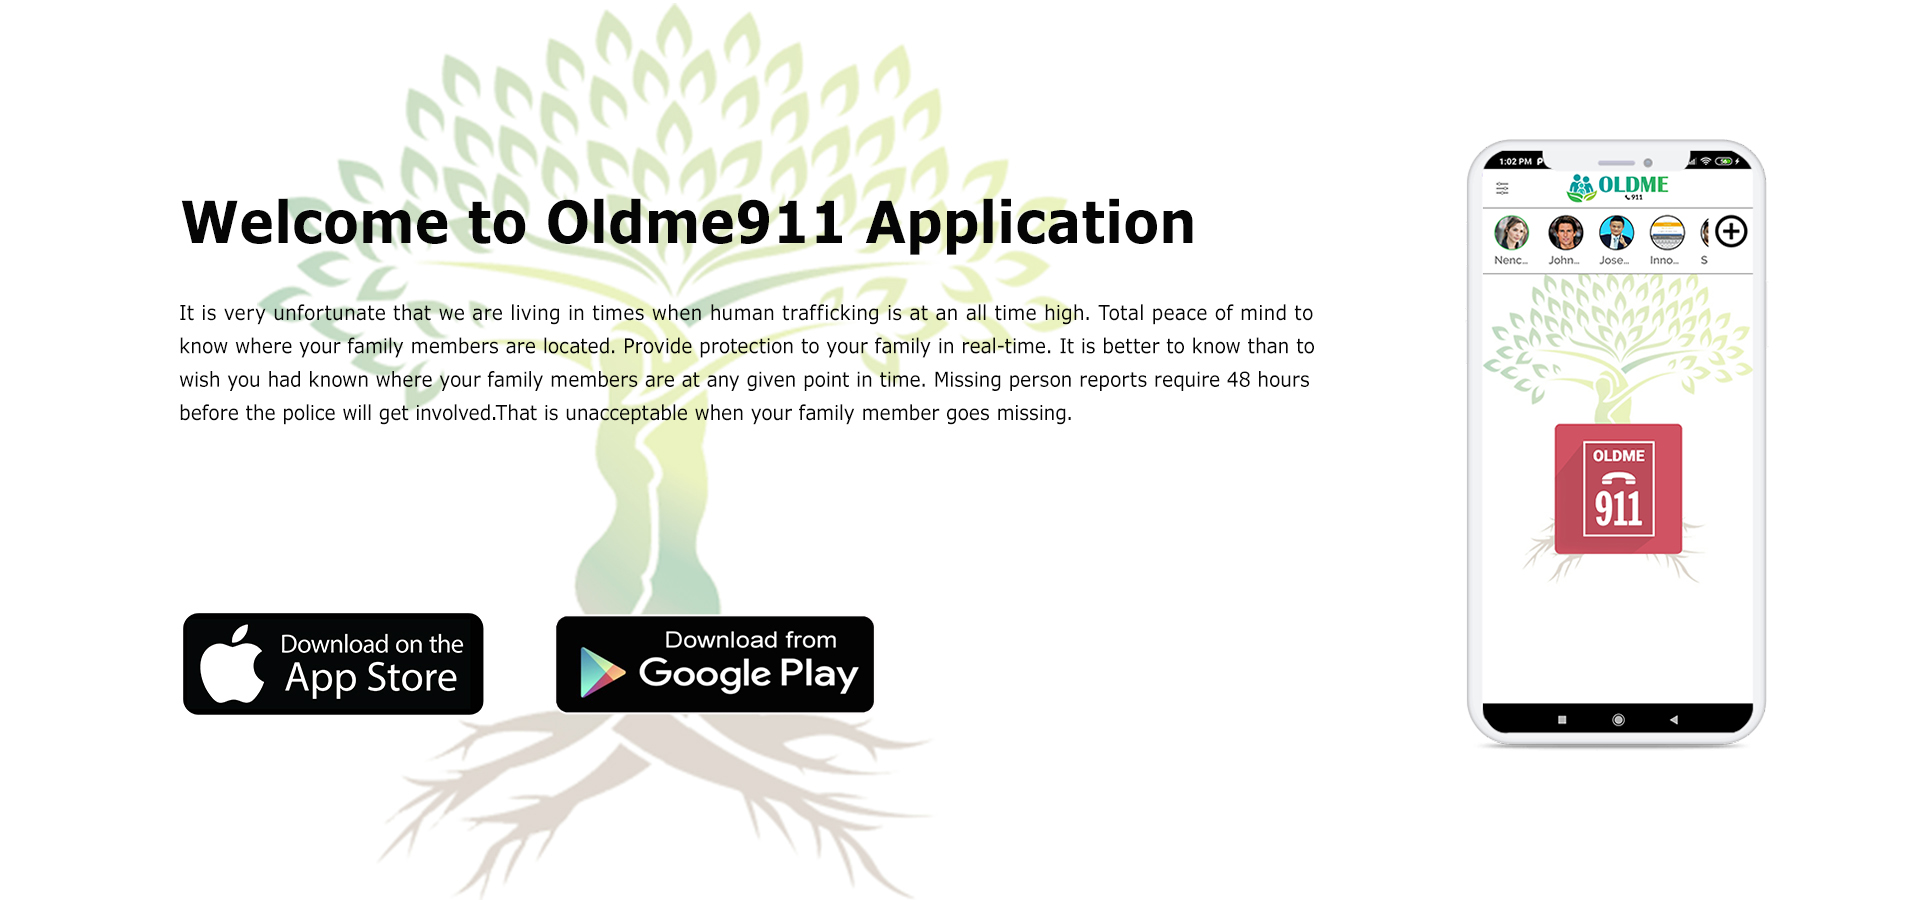 Welcome to Oldme911 Application
It is very unfortunate that we are living in times when human trafficking is at an all time high. Total peace of mind to
know where your family members are located. Provide protection to your family in real-time. It is better to know than to
wish you had known where your family members are at any given point in time. Missing person reports require 48 hours
before the police will get involved.That is unacceptable when your family member goes missing.
Download on the
App Store
Download from
Google Play
1:02 PM P
OLDME
911
Nenc... John... Jose... Inno... S
OLDME
911